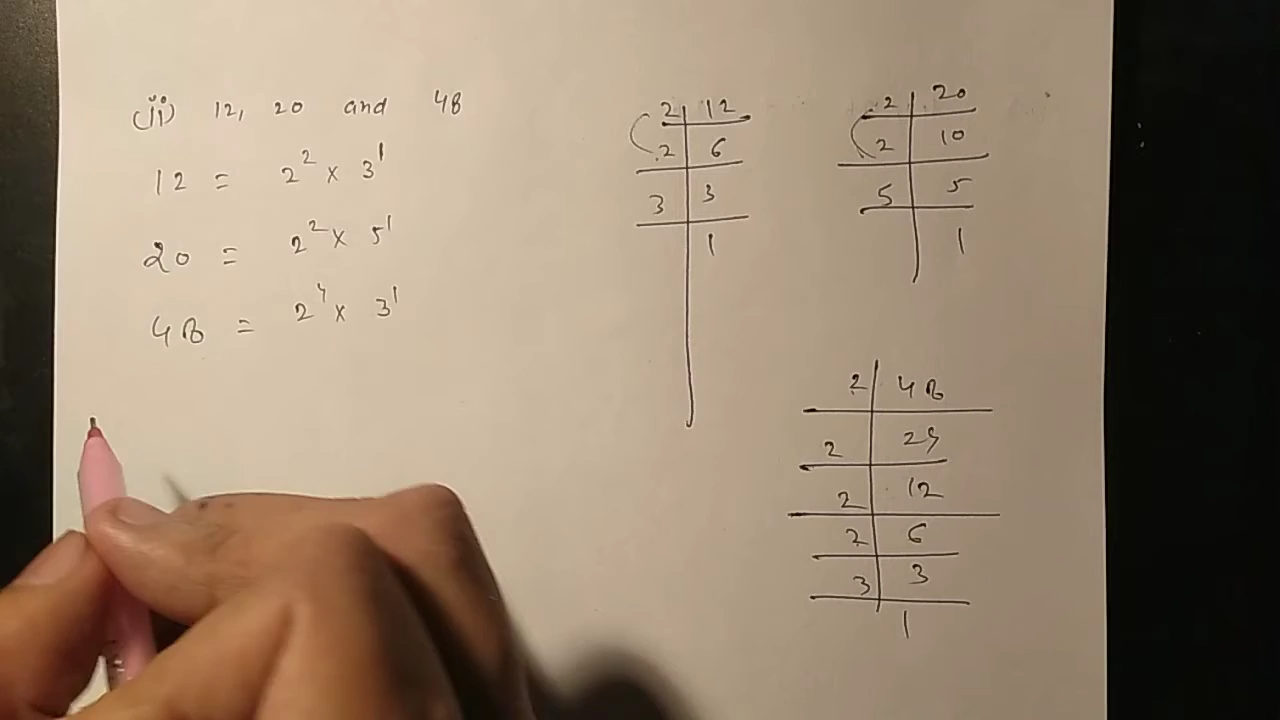 (ii) 12, 20 and 48
12 = 2² × 3¹
20 = 2² × 5¹
48 = 2⁴ × 3¹
2 | 12
2 | 6
3 | 3
1
2 | 20
2 | 10
5 | 5
1
2 | 48
2 | 24
2 | 12
2 | 6
3 | 3
1